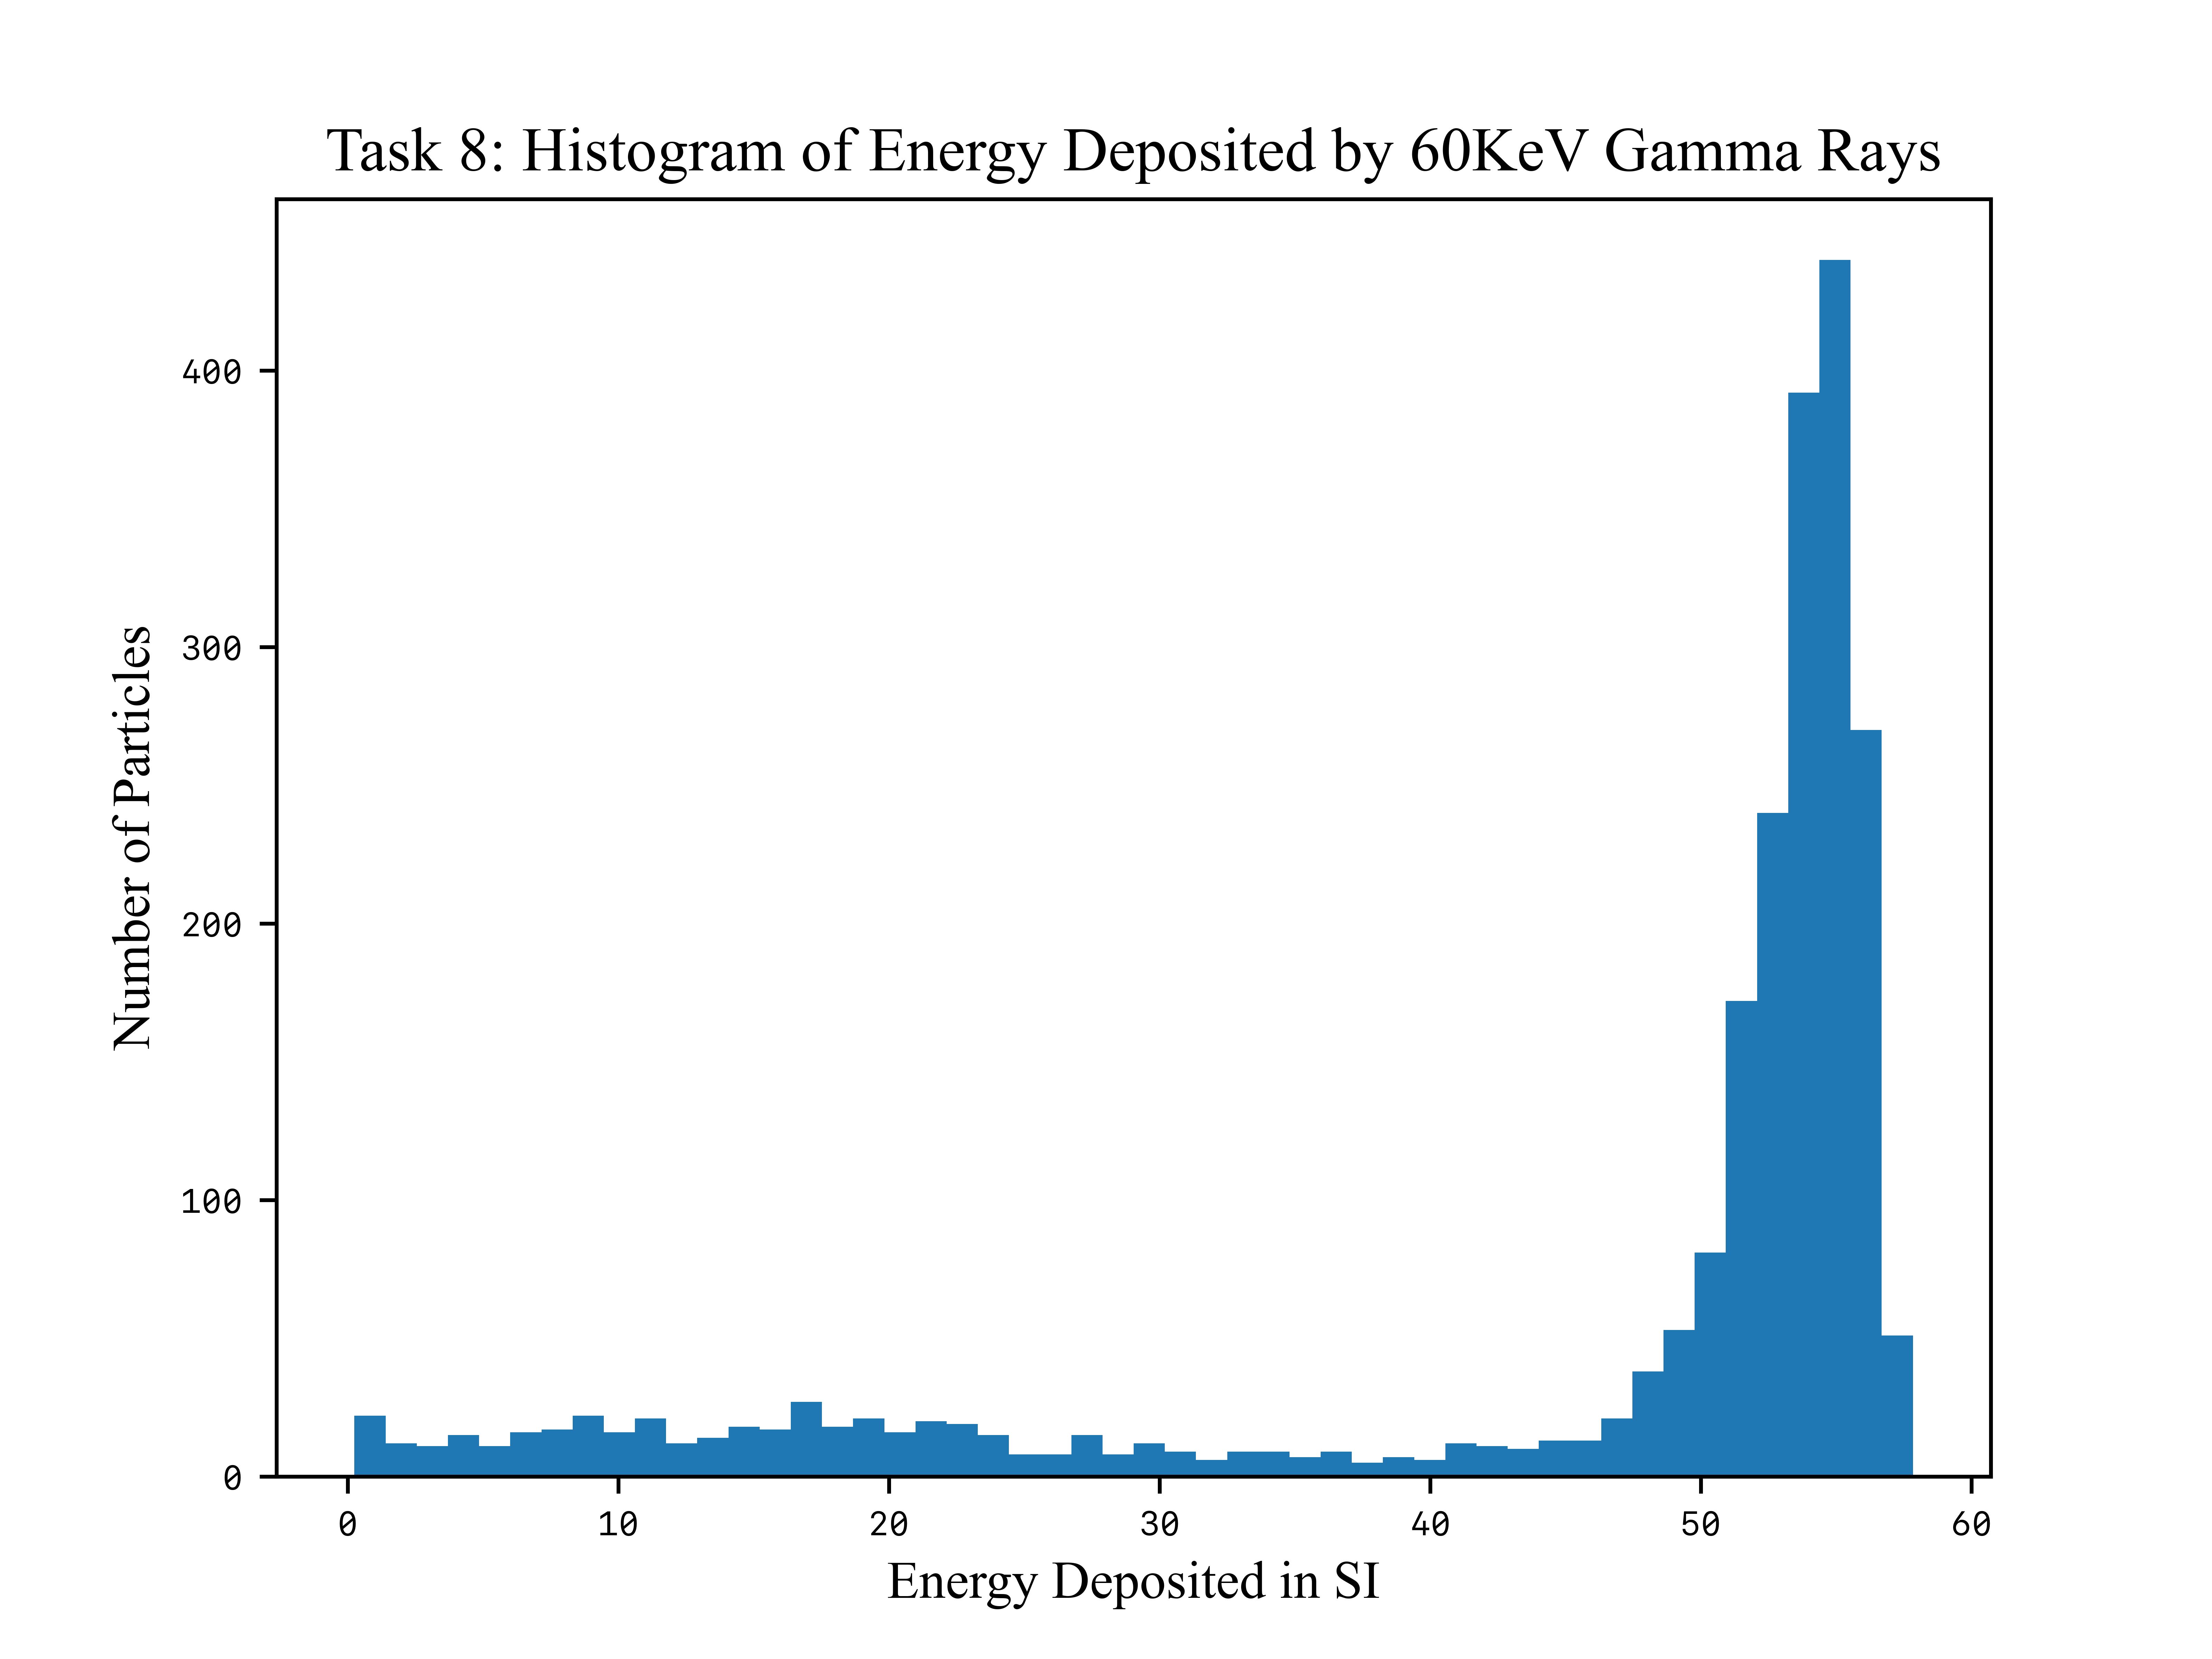 Task 8: Histogram of Energy Deposited by 60KeV Gamma Rays
Number of Particles
400
300
200
100
0
0 10 20 30 40 50 60
Energy Deposited in SI